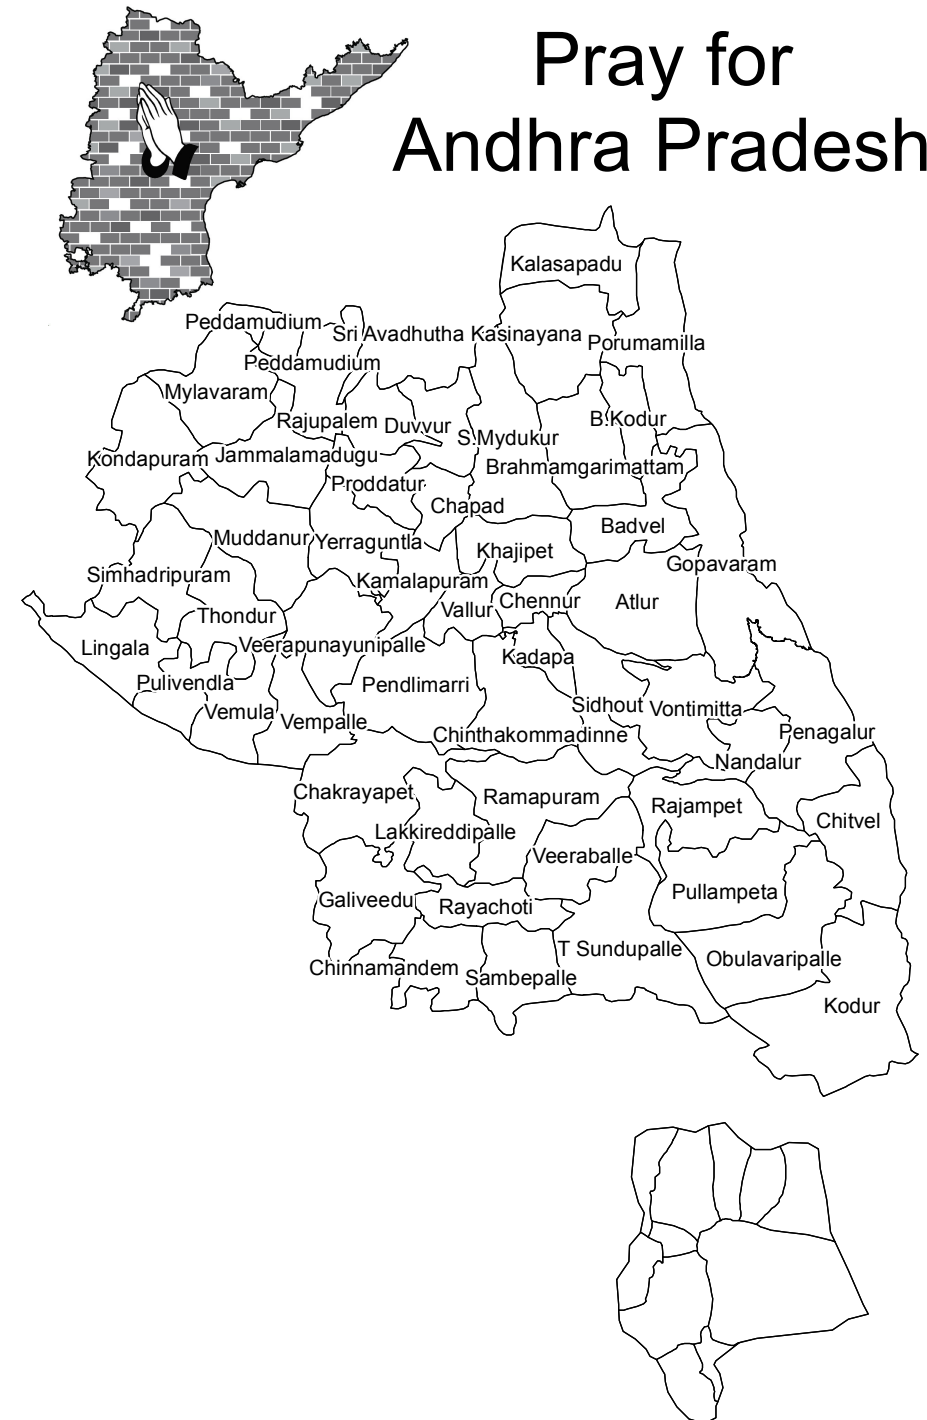 Pray for
Andhra Pradesh
Kalasapadu
Peddamudium
Sri Avadhutha Kasinayana
Porumamilla
Peddamudium
Mylavaram
Rajupalem
Duvvur
B.Kodur
S.Mydukur
Kondapuram
Jammalamadugu
Brahmamgarimattam
Proddatur
Chapad
Badvel
Muddanur
Yerraguntla
Khajipet
Gopavaram
Simhadripuram
Kamalapuram
Vallur
Chennur
Atlur
Thondur
Lingala
Veerapunayunipalle
Kadapa
Pulivendla
Pendlimarri
Sidhout
Vontimitta
Vemula
Vempalle
Chinthakommadinne
Penagalur
Nandalur
Chakrayapet
Ramapuram
Rajampet
Chitvel
Lakkireddipalle
Veeraballe
Galiveedu
Rayachoti
Pullampeta
T Sundupalle
Obulavaripalle
Chinnamandem
Sambepalle
Kodur